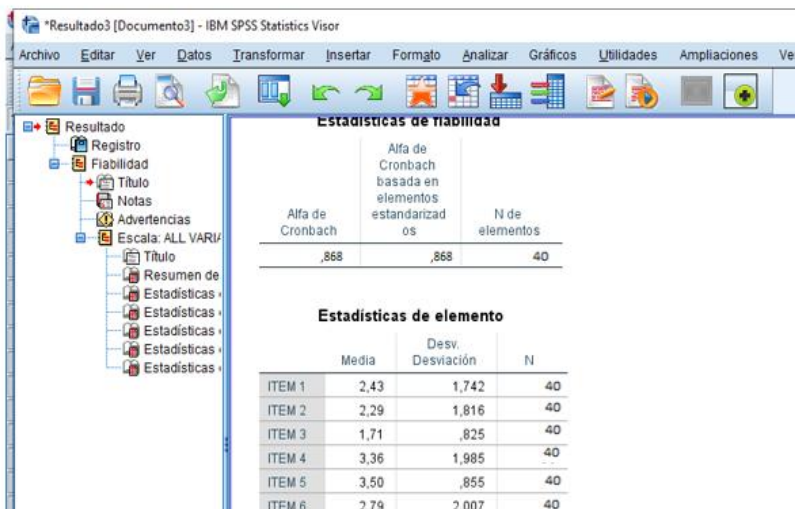 *Resultado3 [Documento3] - IBM SPSS Statistics Visor
Archivo Editar Ver Datos Transformar Insertar Formato Analizar Gráficos Utilidades Ampliaciones Ve
Resultado
Registro
Fiabilidad
Título
Notas
Advertencias
Escala: ALL VARIA
Título
Resumen de
Estadísticas
Estadísticas
Estadísticas
Estadísticas
Estadísticas
Estadísticas de fiabilidad
Alfa de
Cronbach
Alfa de
Cronbach
basada en
elementos
estandarizad
os
N de
elementos
,868 ,868 40
Estadísticas de elemento
Media
Desv.
Desviación
N
ITEM 1 2,43 1,742 40
ITEM 2 2,29 1,816 40
ITEM 3 1,71 ,825 40
ITEM 4 3,36 1,985 40
ITEM 5 3,50 ,855 40
ITEM 6 2,79 2,007 40